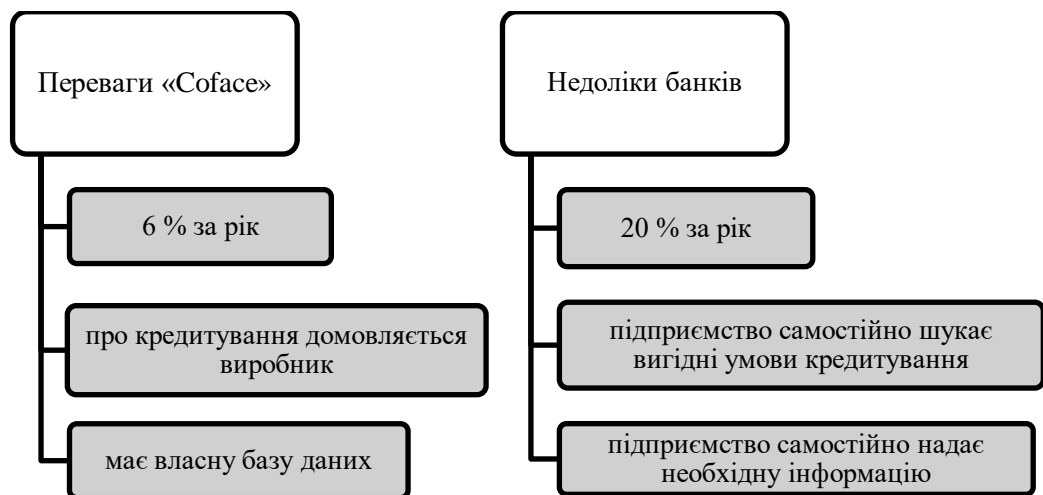 Переваги «Coface»
6 % за рік
про кредитування домовляється
виробник
має власну базу даних
Недоліки банків
20 % за рік
підприємство самостійно шукає
вигідні умови кредитування
підприємство самостійно надає
необхідну інформацію